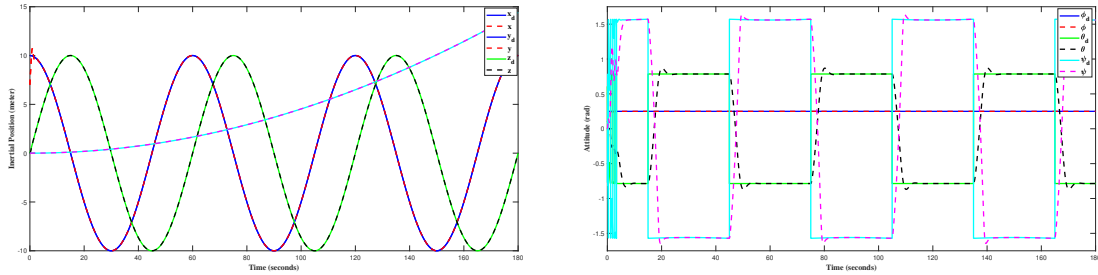 15
10
5
0
-5
-10
0
20
40
60
80
100
120
140
160
180
Inertial Position (meter)
Time (seconds)
x_d
x
y_d
y
z_d
z
1.5
1
0.5
0
-0.5
-1
-1.5
0
20
40
60
80
100
120
140
160
180
Attitude (rad)
Time (seconds)
ϕ_d
ϕ
θ_d
θ
ψ_d
ψ